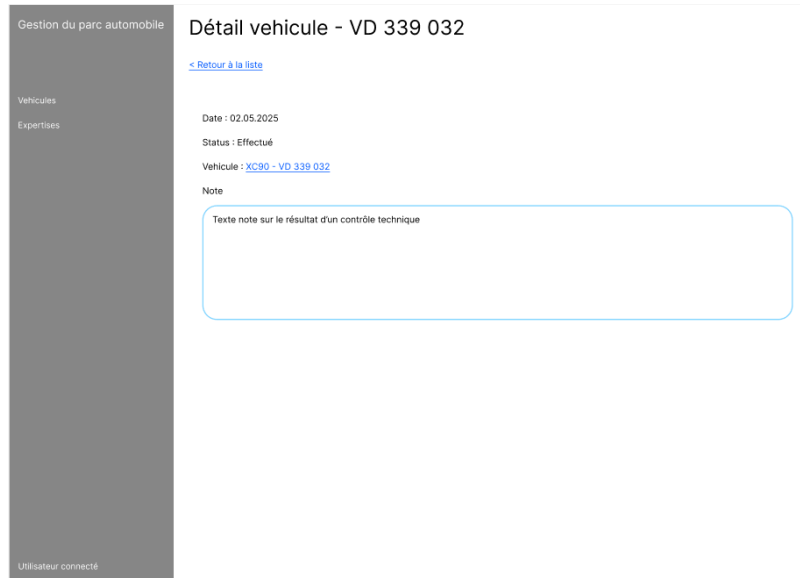 Gestion du parc automobile
Détail vehicule - VD 339 032
< Retour à la liste
Vehicules
Expertises
Date : 02.05.2025
Status : Effectué
Vehicule : XC90 - VD 339 032
Note
Texte note sur le résultat d'un contrôle technique
Utilisateur connecté